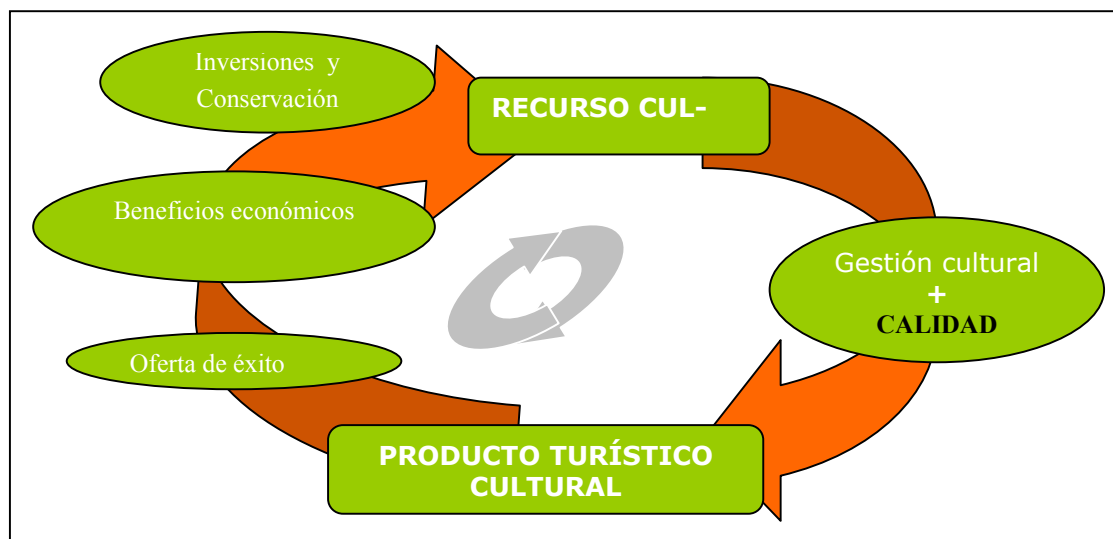 Inversiones y
Conservación
RECURSO CUL-
Beneficios económicos
Gestión cultural
+
CALIDAD
Oferta de éxito
PRODUCTO TURÍSTICO
CULTURAL